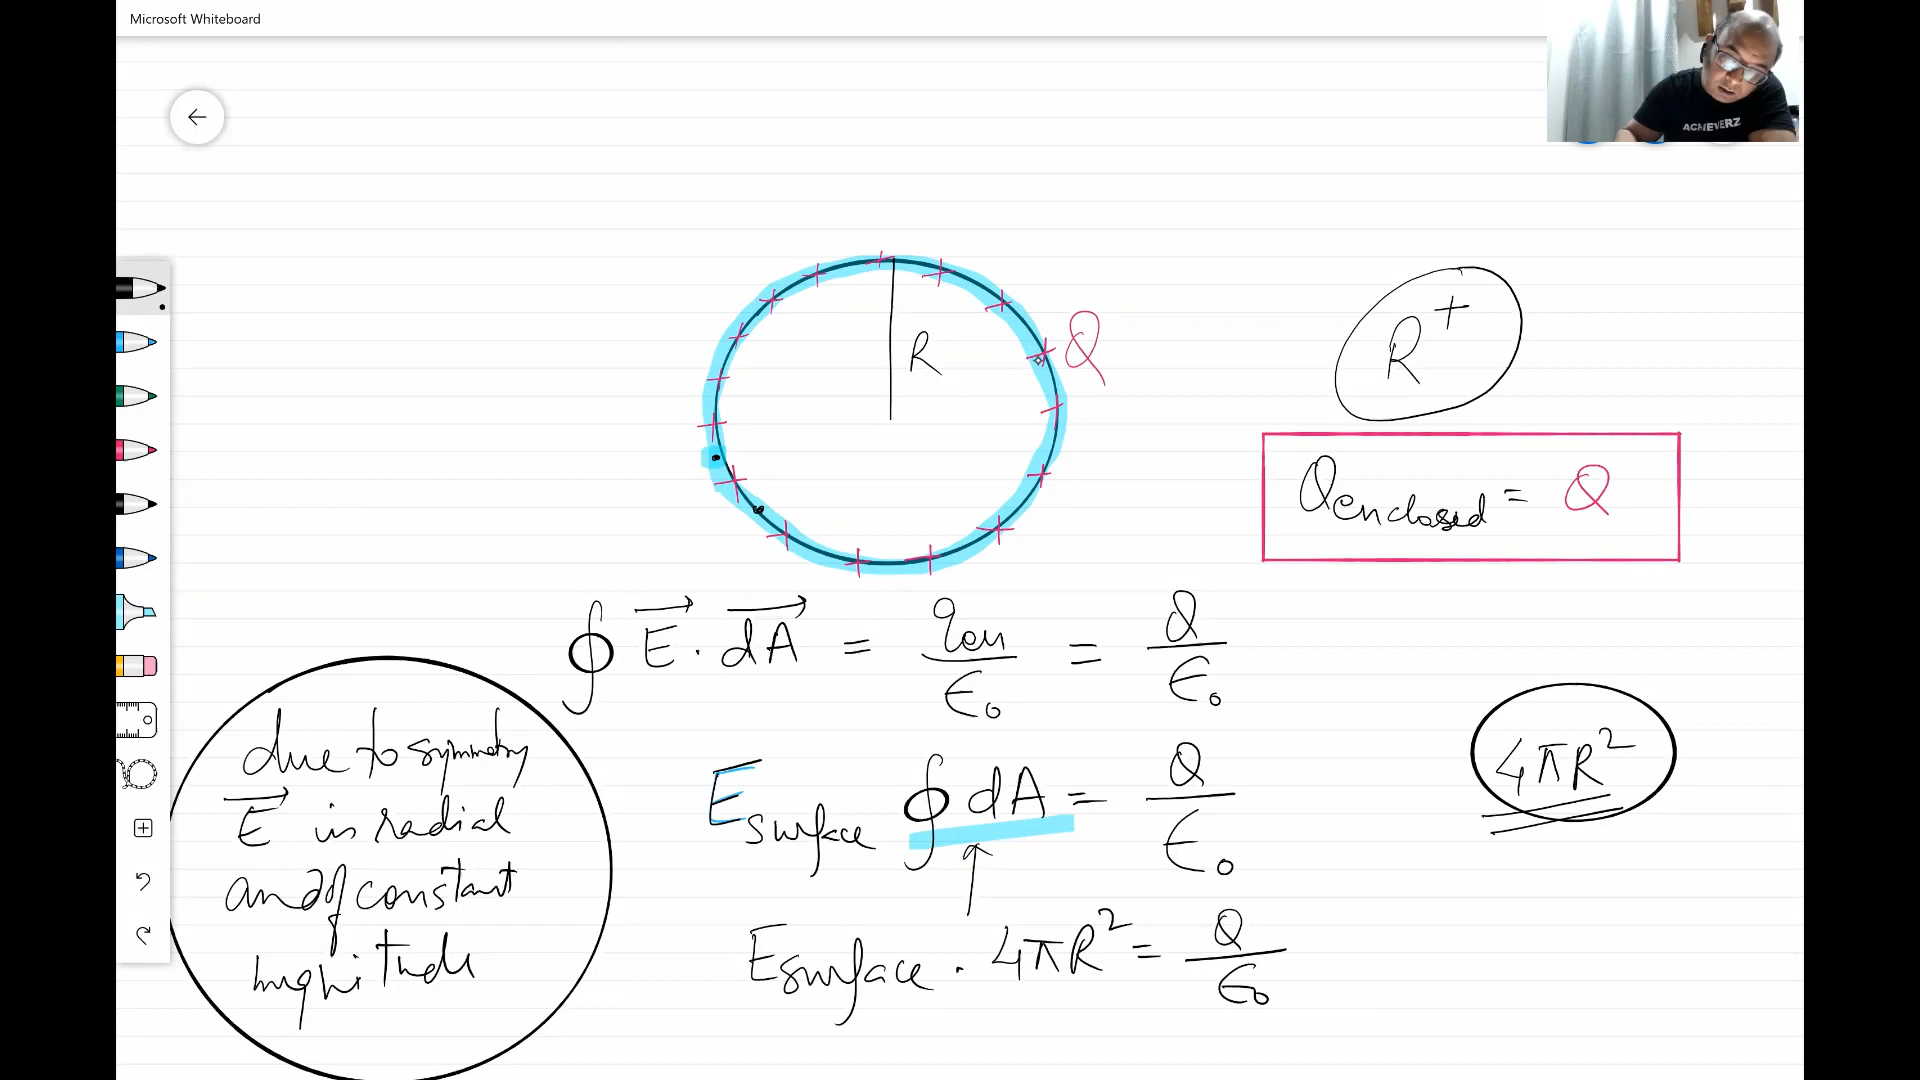 Microsoft Whiteboard
ACHIEVERZ
R
Q
R⁺
Qenclosed = Q
∮ E⃗ · dA⃗ = qen/ϵ₀ = Q/ϵ₀
due to symmetry
E⃗ is radial
and of constant
magnitude
Esurface ∮ dA = Q/ϵ₀
4πR²
Esurface · 4πR² = Q/ϵ₀